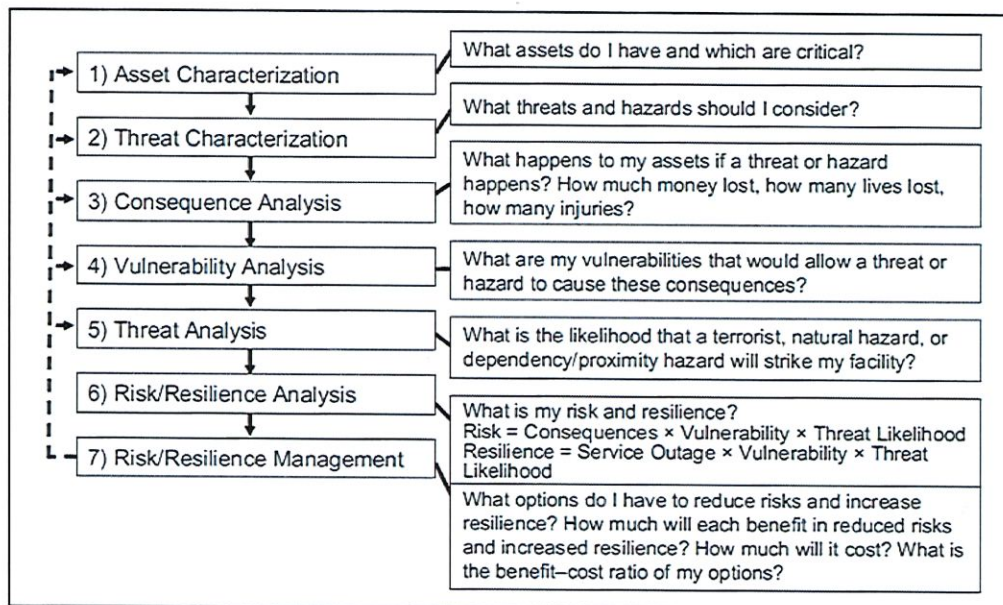 1) Asset Characterization
What assets do I have and which are critical?
2) Threat Characterization
What threats and hazards should I consider?
3) Consequence Analysis
What happens to my assets if a threat or hazard
happens? How much money lost, how many lives lost,
how many injuries?
4) Vulnerability Analysis
What are my vulnerabilities that would allow a threat or
hazard to cause these consequences?
5) Threat Analysis
What is the likelihood that a terrorist, natural hazard, or
dependency/proximity hazard will strike my facility?
6) Risk/Resilience Analysis
What is my risk and resilience?
Risk = Consequences × Vulnerability × Threat Likelihood
Resilience = Service Outage × Vulnerability × Threat
Likelihood
7) Risk/Resilience Management
What options do I have to reduce risks and increase
resilience? How much will each benefit in reduced risks
and increased resilience? How much will it cost? What is
the benefit–cost ratio of my options?